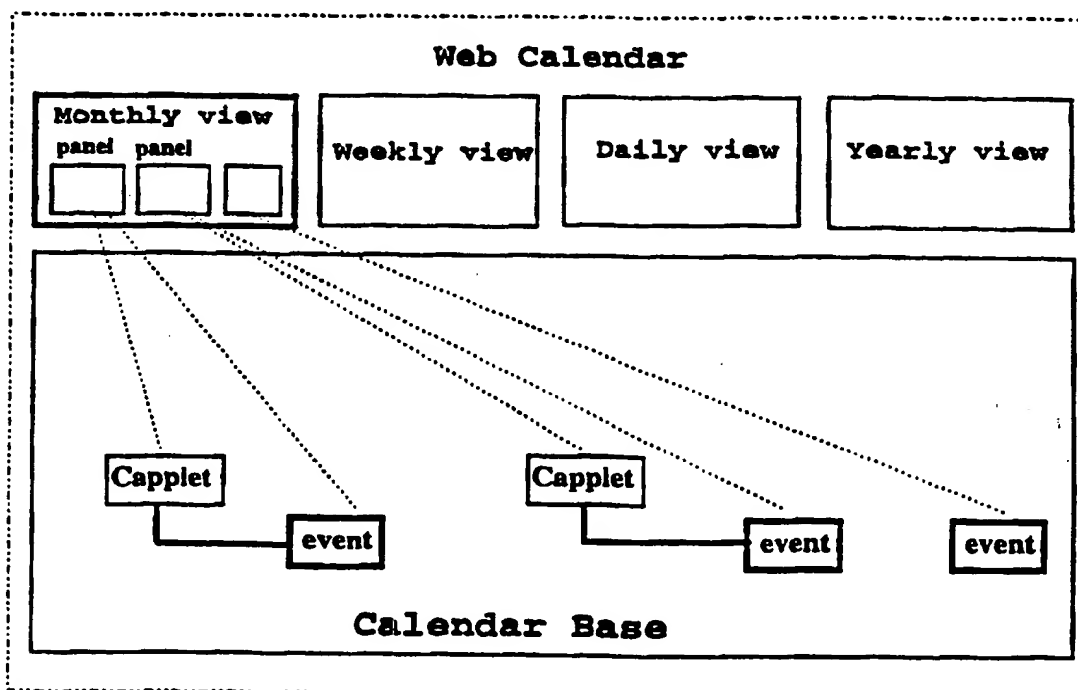 Web Calendar
Monthly view
panel panel
Weekly view
Daily view
Yearly view
Capplet
Capplet
event
event
event
Calendar Base